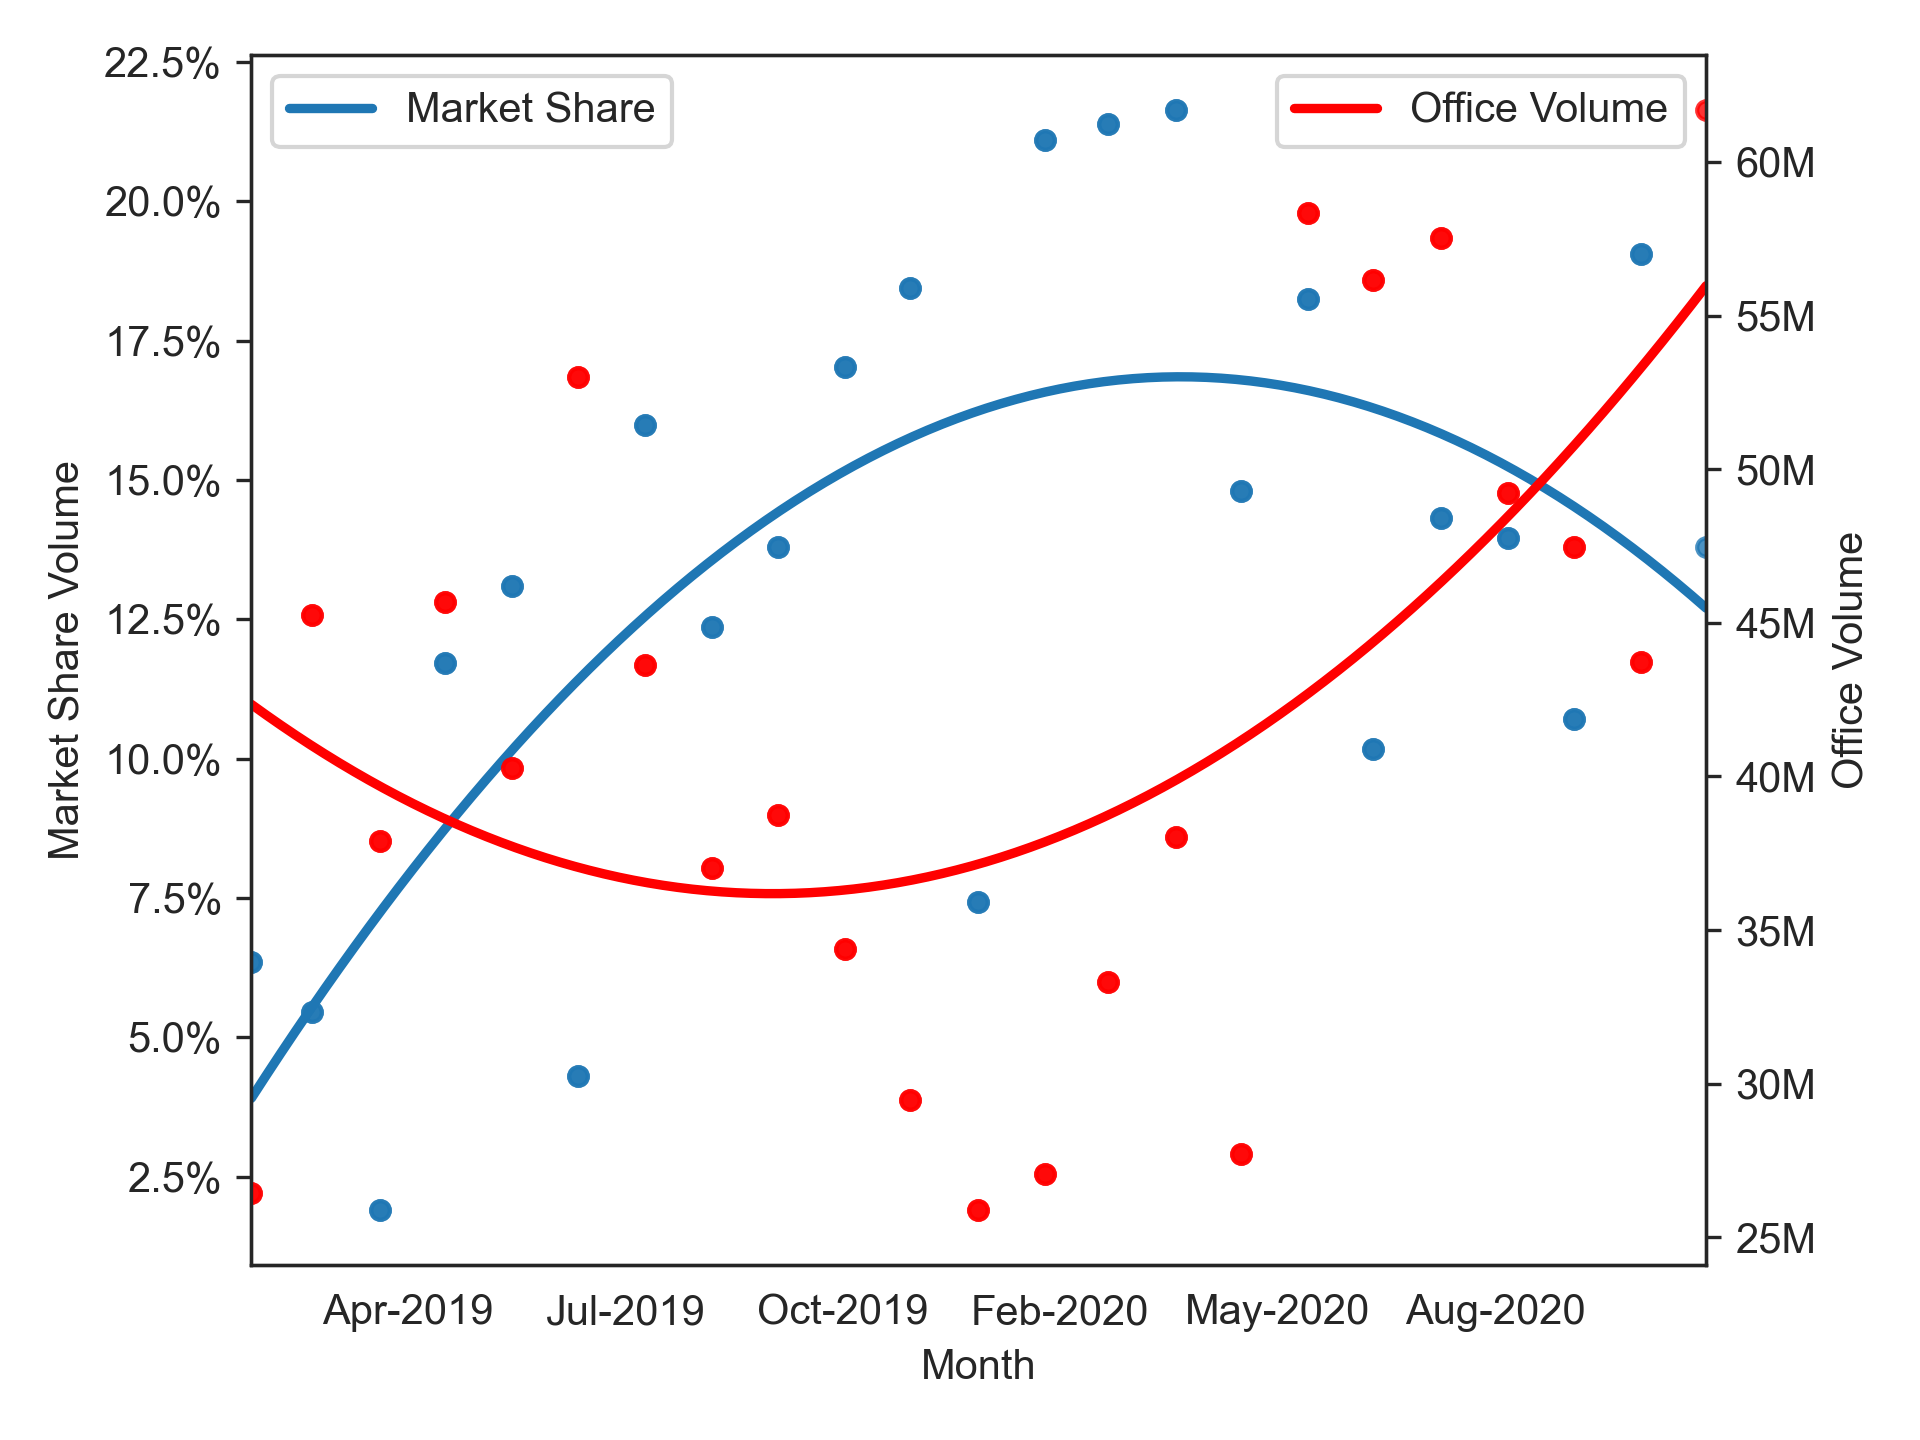 Market Share
Office Volume
22.5%
20.0%
17.5%
15.0%
12.5%
10.0%
7.5%
5.0%
2.5%
60M
55M
50M
45M
40M
35M
30M
25M
Market Share Volume
Office Volume
Apr-2019
Jul-2019
Oct-2019
Feb-2020
May-2020
Aug-2020
Month